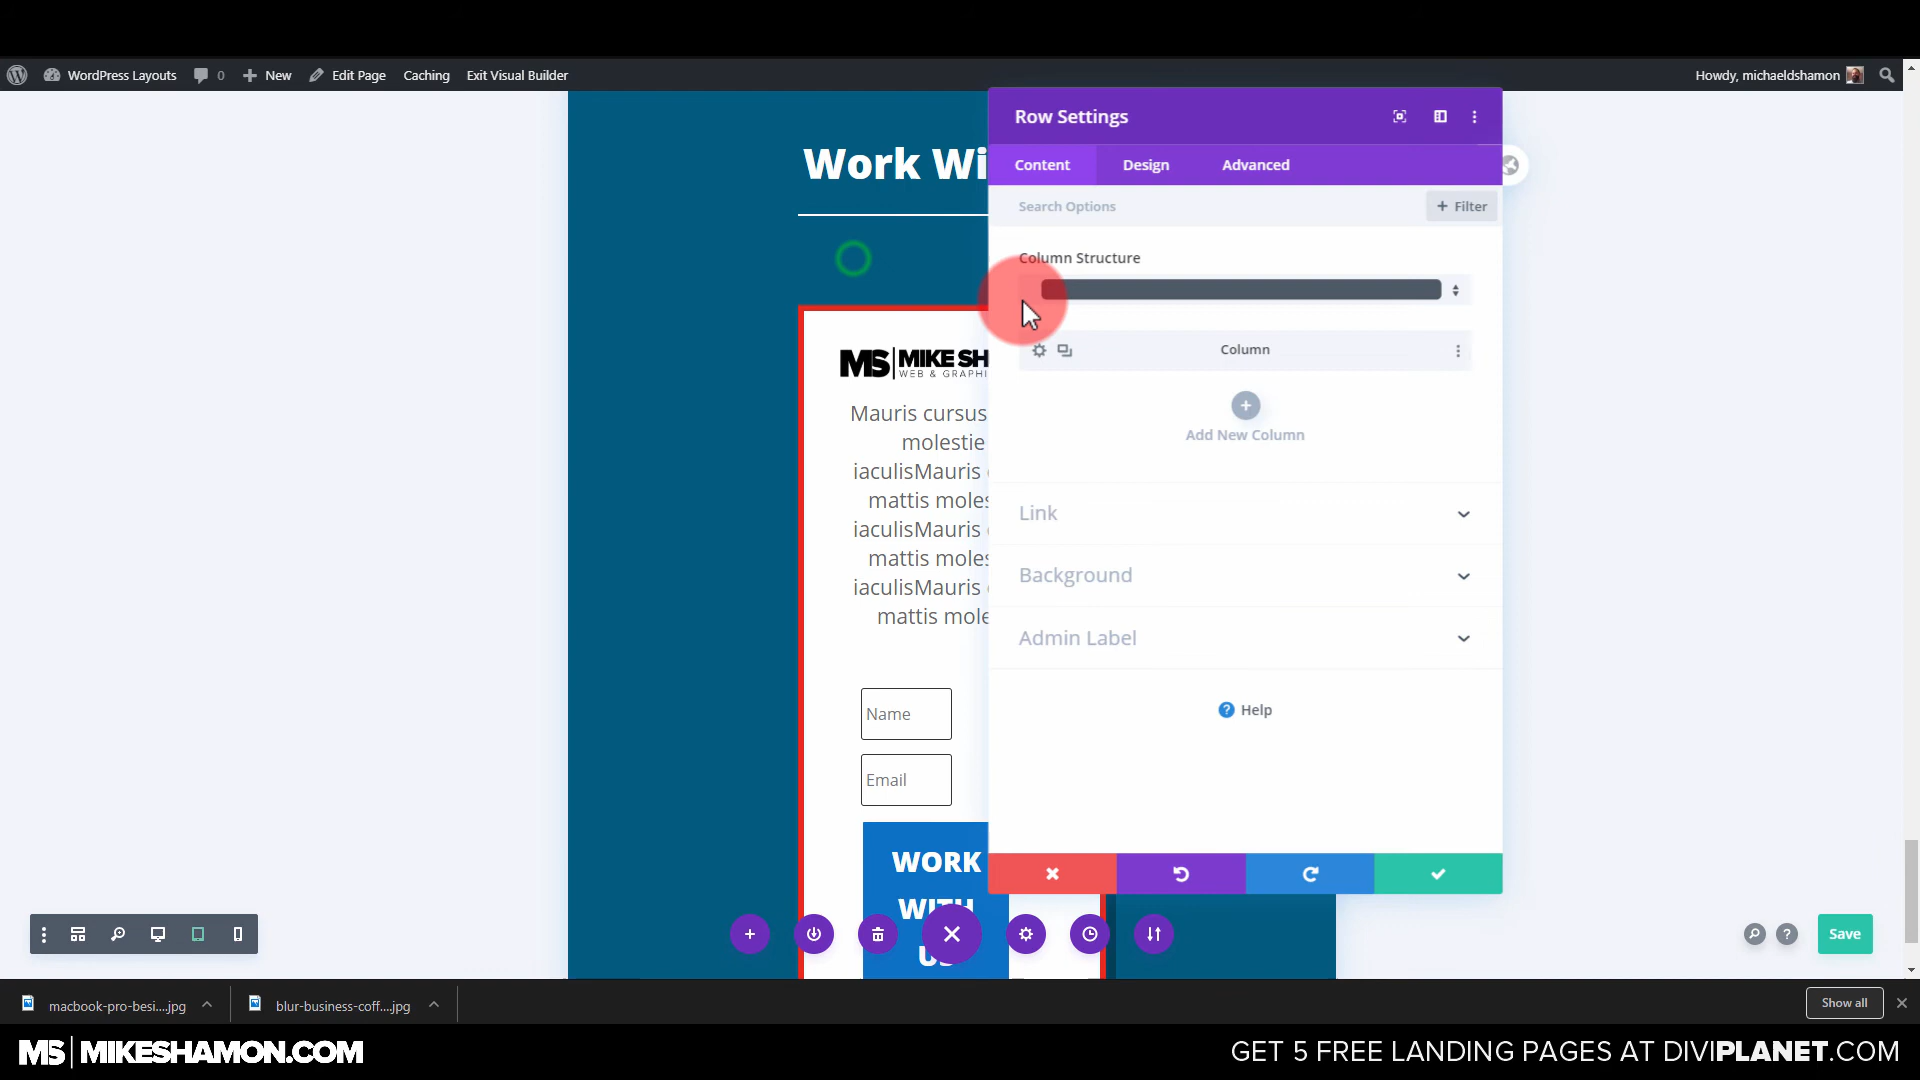 WordPress Layouts 0 New Edit Page Caching Exit Visual Builder Howdy, michaeldshamon
Work Wi
Row Settings
Content Design Advanced
Search Options
+ Filter
Column Structure
Column
Add New Column
Link
Background
Admin Label
? Help
MS MIKE SH
WEB & GRAPHI
Mauris cursus
molestie
iaculisMauris
mattis moles
iaculisMauris
mattis moles
iaculisMauris
mattis mole
Name
Email
WORK
WITH
US
Save
macbook-pro-besi....jpg
blur-business-coff....jpg
Show all
MS MIKESHAMON.COM
GET 5 FREE LANDING PAGES AT DIVIPLANET.COM